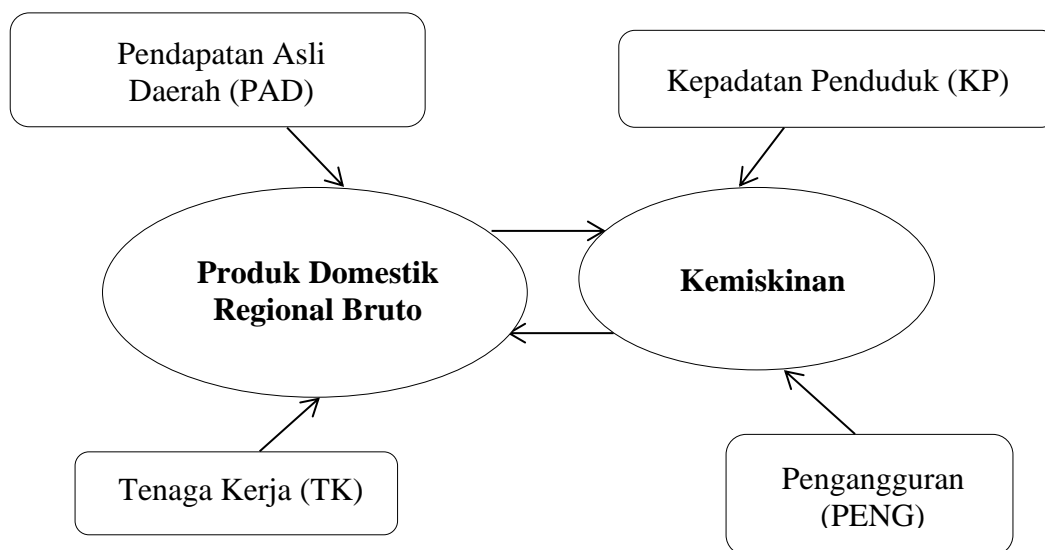 Pendapatan Asli
Daerah (PAD)
Kepadatan Penduduk (KP)
Produk Domestik
Regional Bruto
Kemiskinan
Tenaga Kerja (TK)
Pengangguran
(PENG)